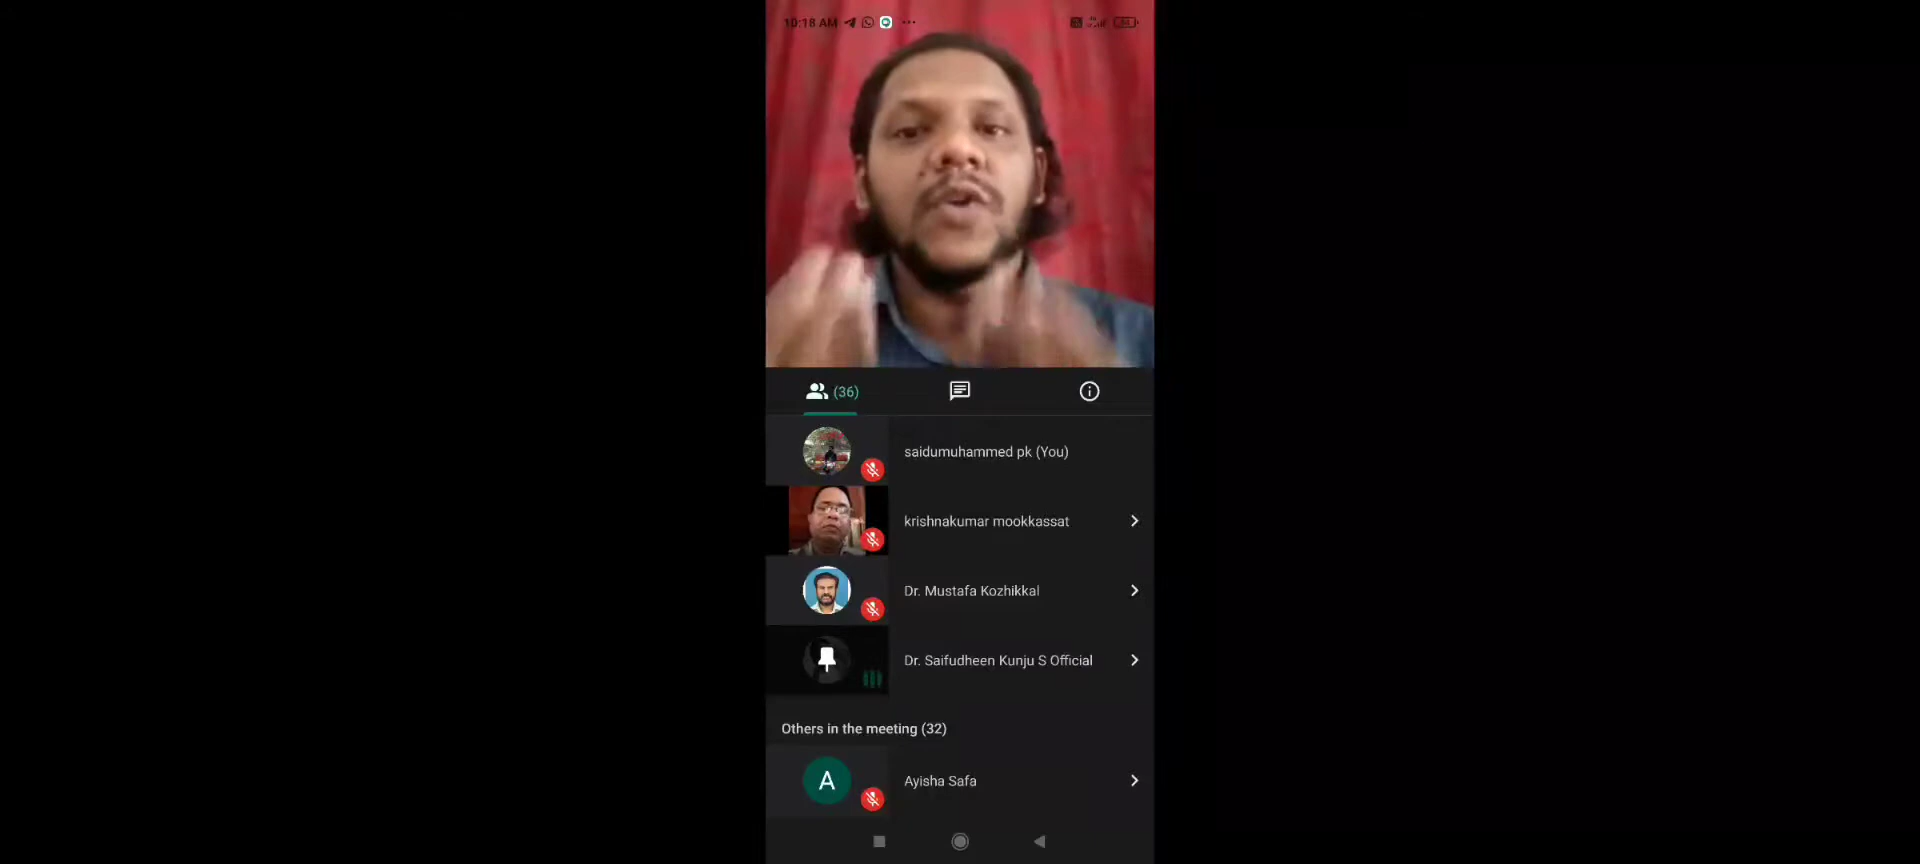 10:18 AM
(36)
saidumuhammed pk (You)
krishnakumar mookkassat
Dr. Mustafa Kozhikkal
Dr. Saifudheen Kunju S Official
Others in the meeting (32)
A
Ayisha Safa